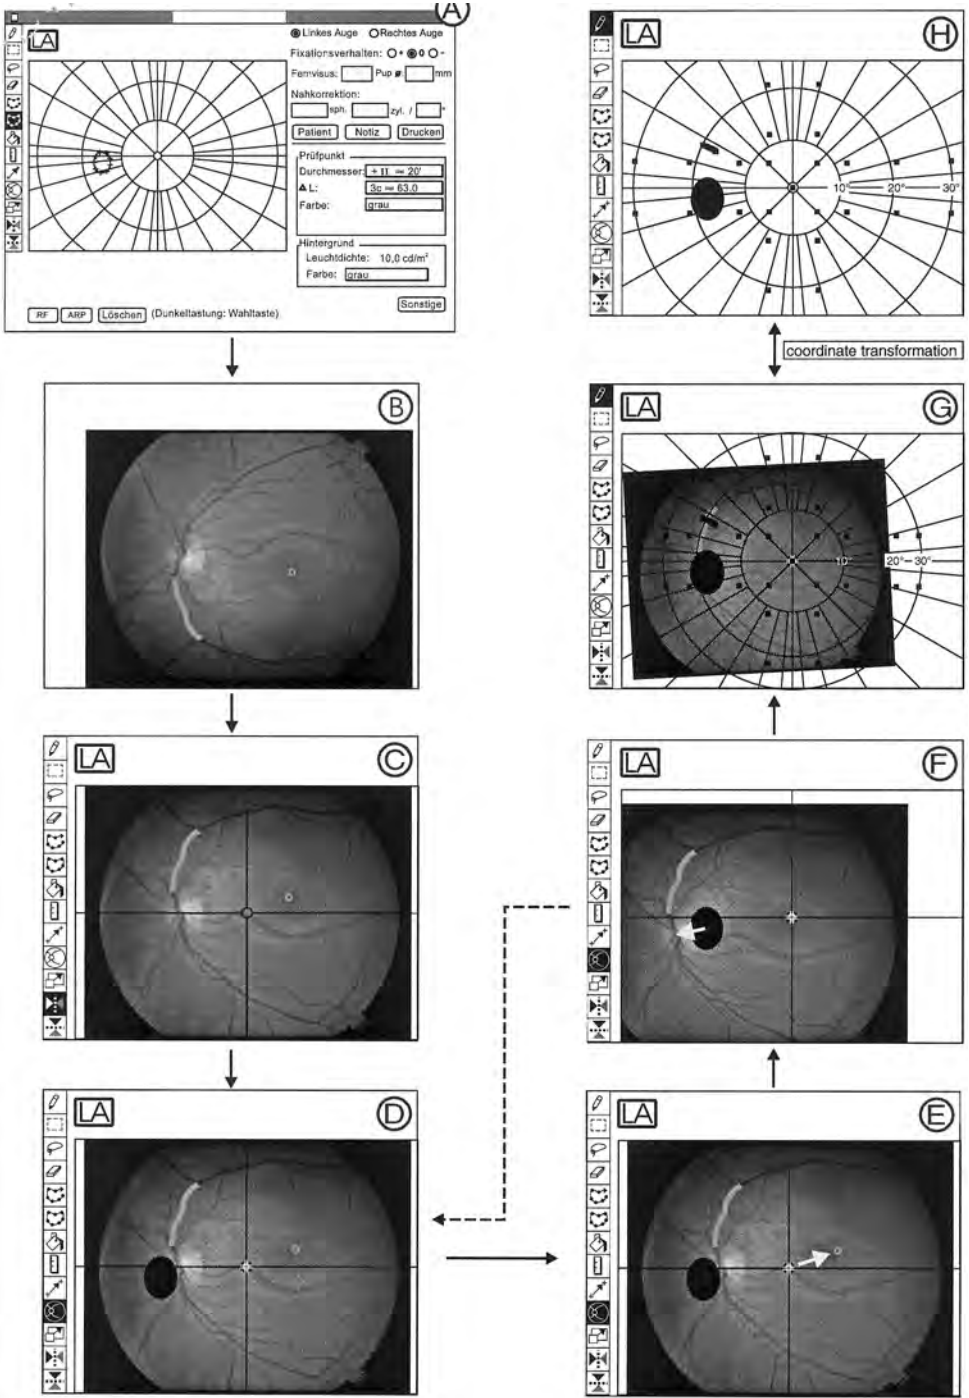 A
LA
Linkes Auge Rechtes Auge
Fixationsverhalten: + 0 -
Fernvisus: Pup ø: mm
Nahkorrektion:
sph. zyl. / °
Patient Notiz Drucken
Prüfpunkt
Durchmesser: + II ≈ 20'
Δ L: 3c ≈ 63.0
Farbe: grau
Hintergrund
Leuchtdichte: 10,0 cd/m²
Farbe: grau
Sonstige
RF ARP Löschen (Dunkeltastung: Wahltaste)
B
LA C
LA D
LA E
LA F
LA G
10° 20° 30°
coordinate transformation
LA H
10° 20° 30°